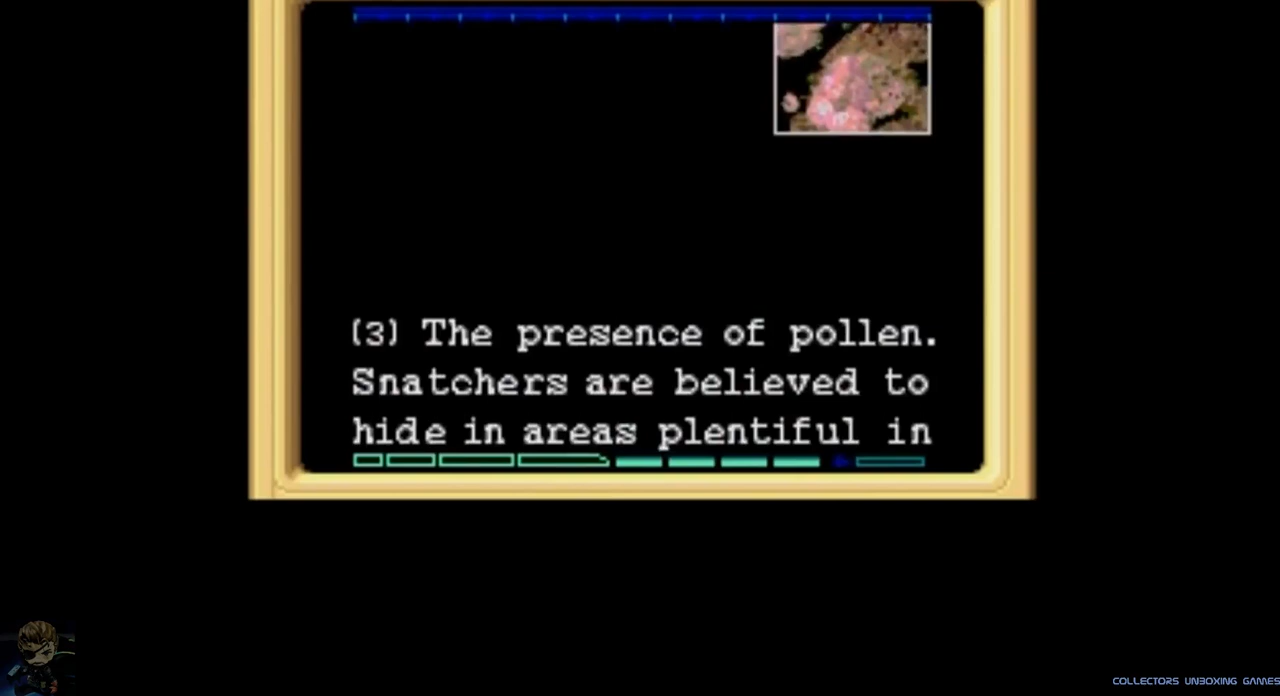 (3) The presence of pollen.
Snatchers are believed to
hide in areas plentiful in
COLLECTORS UNBOXING GAMES